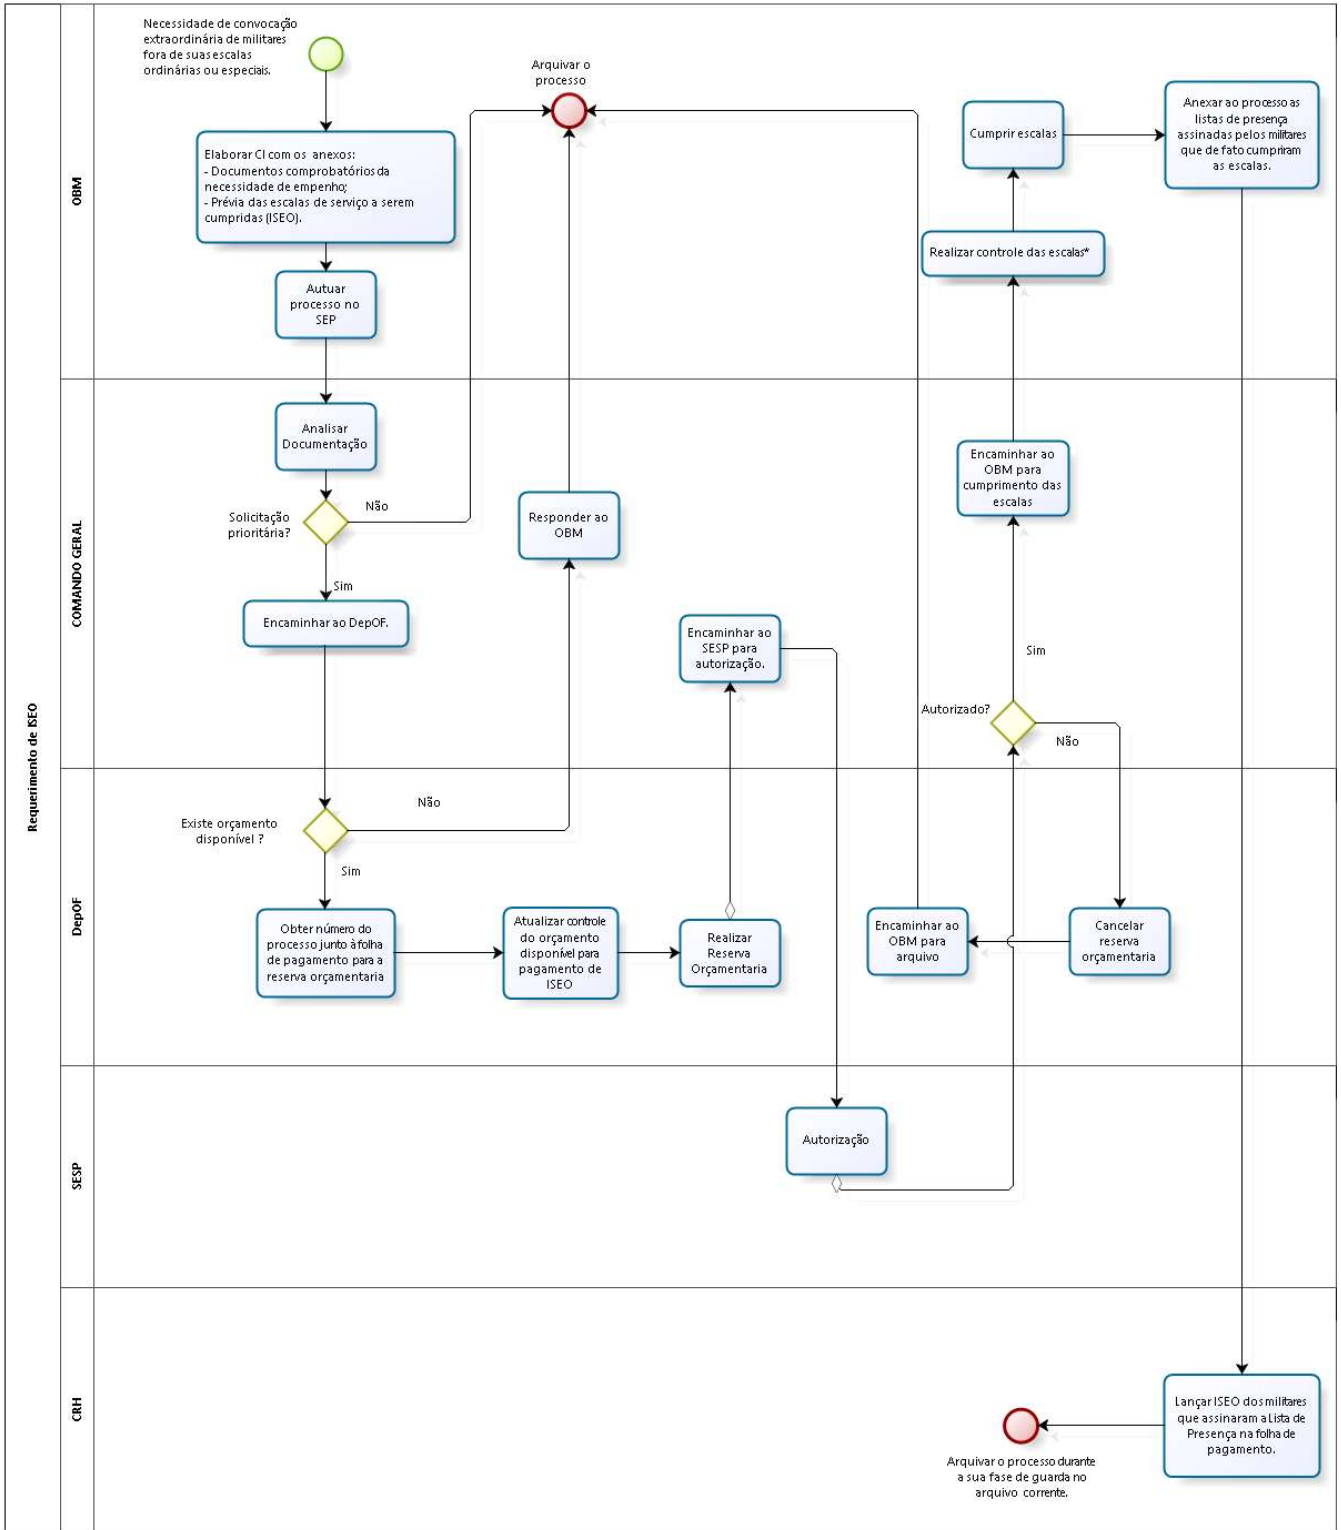 Requerimento de ISEO
OBM
Necessidade de convocação
extraordinária de militares
fora de suas escalas
ordinárias ou especiais.
Elaborar CI com os anexos:
- Documentos comprobatórios da
necessidade de empenho;
- Prévia das escalas de serviço a serem
cumpridas (ISEO).
Autuar
processo no
SEP
Arquivar o
processo
Cumprir escalas
Anexar ao processo as
listas de presença
assinadas pelos militares
que de fato cumpriram
as escalas.
Realizar controle das escalas*
COMANDO GERAL
Analisar
Documentação
Solicitação
prioritária?
Não
Sim
Encaminhar ao DepOF.
Responder ao
OBM
Encaminhar ao
SESP para
autorização.
Encaminhar ao
OBM para
cumprimento das
escalas
Sim
Autorizado?
Não
DepOF
Existe orçamento
disponível ?
Não
Sim
Obter número do
processo junto à folha
de pagamento para a
reserva orçamentaria
Atualizar controle
do orçamento
disponível para
pagamento de
ISEO
Realizar
Reserva
Orçamentaria
Encaminhar ao
OBM para
arquivo
Cancelar
reserva
orçamentaria
SESP
Autorização
CRH
Lançar ISEO dos militares
que assinaram a Lista de
Presença na folha de
pagamento.
Arquivar o processo durante
a sua fase de guarda no
arquivo corrente.